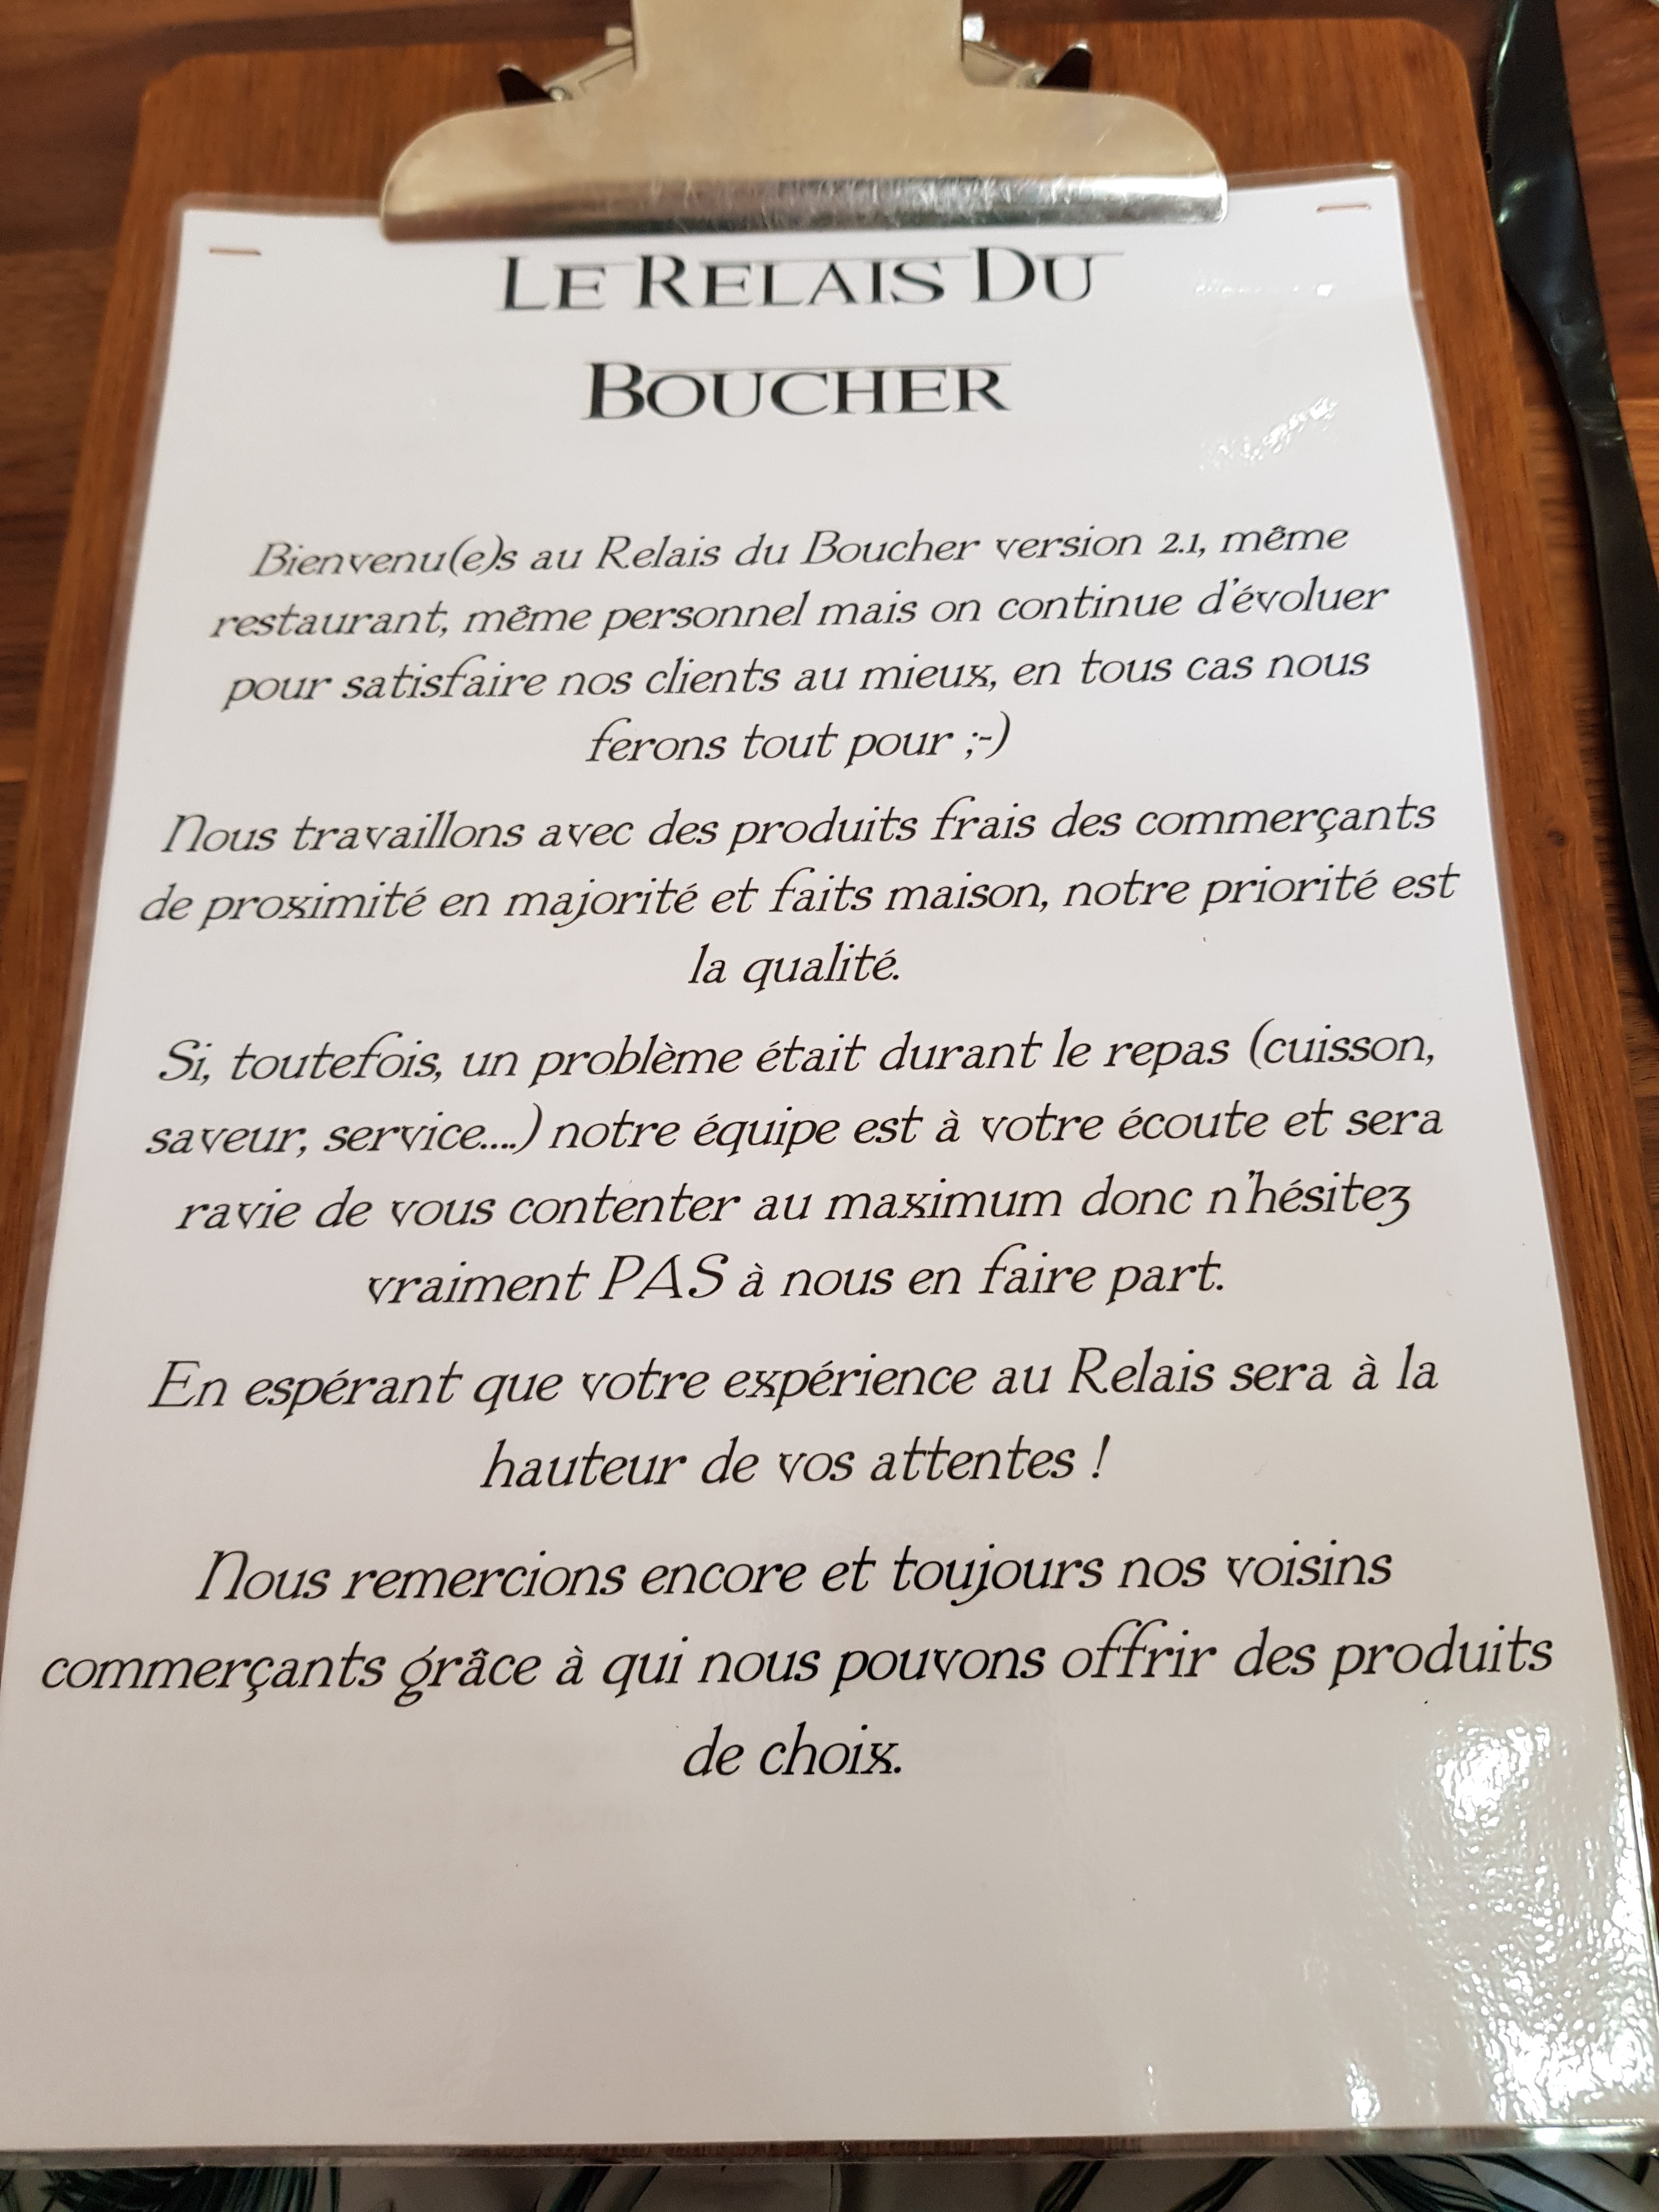 LE RELAIS DU
BOUCHER
Bienvenu(e)s au Relais du Boucher version 2.1, même
restaurant, même personnel mais on continue d'évoluer
pour satisfaire nos clients au mieux, en tous cas nous
ferons tout pour ;-)
Nous travaillons avec des produits frais des commerçants
de proximité en majorité et faits maison, notre priorité est
la qualité.
Si, toutefois, un problème était durant le repas (cuisson,
saveur, service....) notre équipe est à votre écoute et sera
ravie de vous contenter au maximum donc n'hésitez
vraiment PAS à nous en faire part.
En espérant que votre expérience au Relais sera à la
hauteur de vos attentes !
Nous remercions encore et toujours nos voisins
commerçants grâce à qui nous pouvons offrir des produits
de choix.